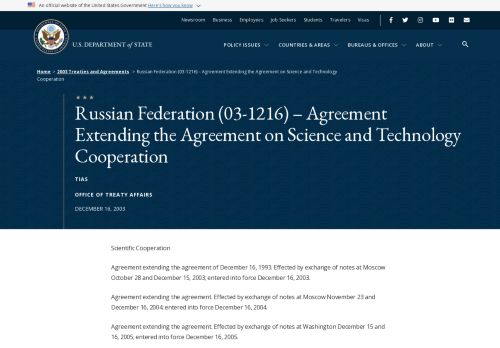 An official website of the United States Government Here's how you know
Newsroom Business Employers Job Seekers Students Travelers Visas
U.S. DEPARTMENT of STATE
POLICY ISSUES COUNTRIES & AREAS BUREAUS & OFFICES ABOUT
Home > 2003 Treaties and Agreements > Russian Federation (03-1216) – Agreement Extending the Agreement on Science and Technology
Cooperation
Russian Federation (03-1216) – Agreement
Extending the Agreement on Science and Technology
Cooperation
TIAS
OFFICE OF TREATY AFFAIRS
DECEMBER 16, 2003
Scientific Cooperation
Agreement extending the agreement of December 16, 1993. Effected by exchange of notes at Moscow
October 28 and December 15, 2003; entered into force December 16, 2003.
Agreement extending the agreement. Effected by exchange of notes at Moscow November 23 and
December 16, 2004; entered into force December 16, 2004.
Agreement extending the agreement. Effected by exchange of notes at Washington December 15 and
16, 2005; entered into force December 16, 2005.